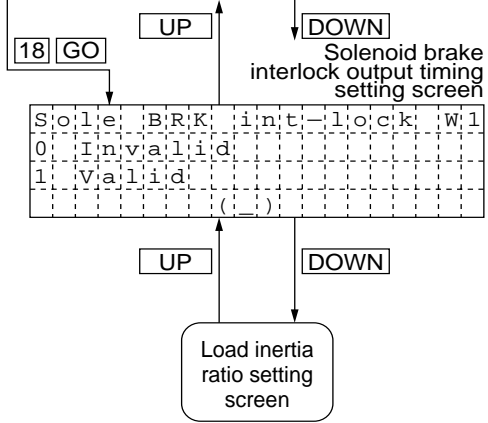 UP
DOWN
18 GO
Solenoid brake
interlock output timing
setting screen
Sole BRK int-lock W1
0 Invalid
1 Valid
(_)
UP
DOWN
Load inertia
ratio setting
screen